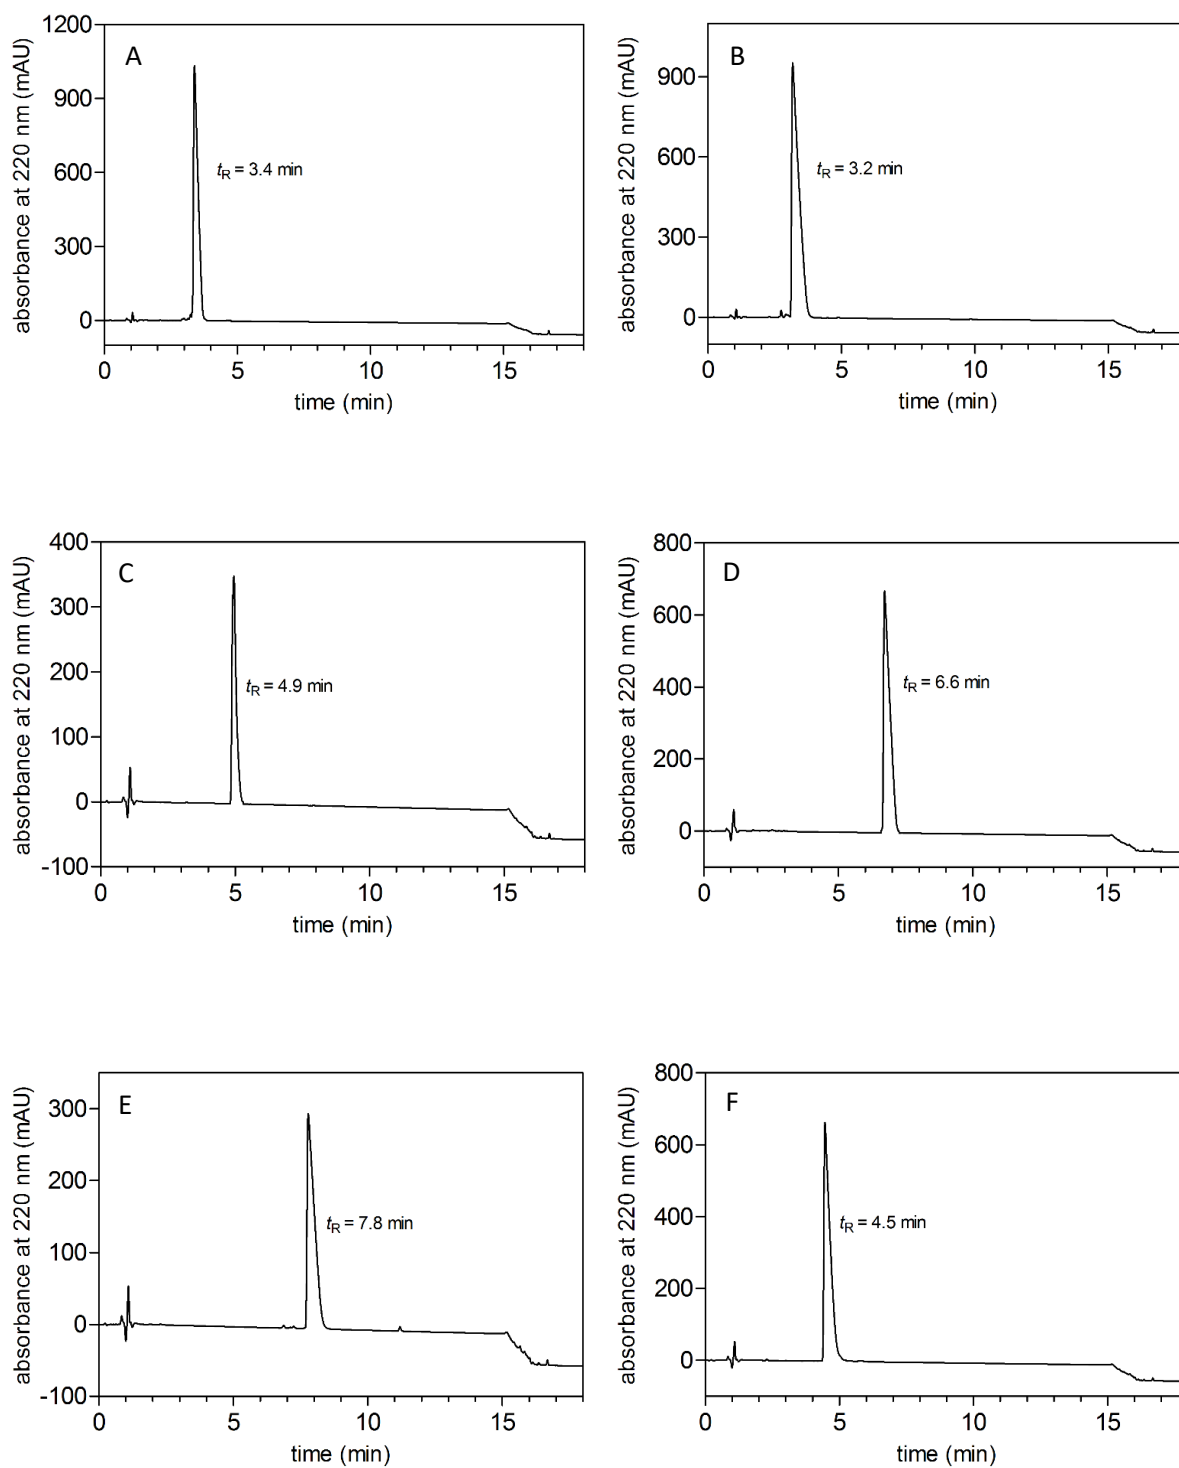 A
absorbance at 220 nm (mAU)
1200
900
600
300
0
tR = 3.4 min
0 5 10 15
time (min)
B
absorbance at 220 nm (mAU)
900
600
300
0
tR = 3.2 min
0 5 10 15
time (min)
C
absorbance at 220 nm (mAU)
400
300
200
100
0
-100
tR = 4.9 min
0 5 10 15
time (min)
D
absorbance at 220 nm (mAU)
800
600
400
200
0
tR = 6.6 min
0 5 10 15
time (min)
E
absorbance at 220 nm (mAU)
300
200
100
0
-100
tR = 7.8 min
0 5 10 15
time (min)
F
absorbance at 220 nm (mAU)
800
600
400
200
0
tR = 4.5 min
0 5 10 15
time (min)